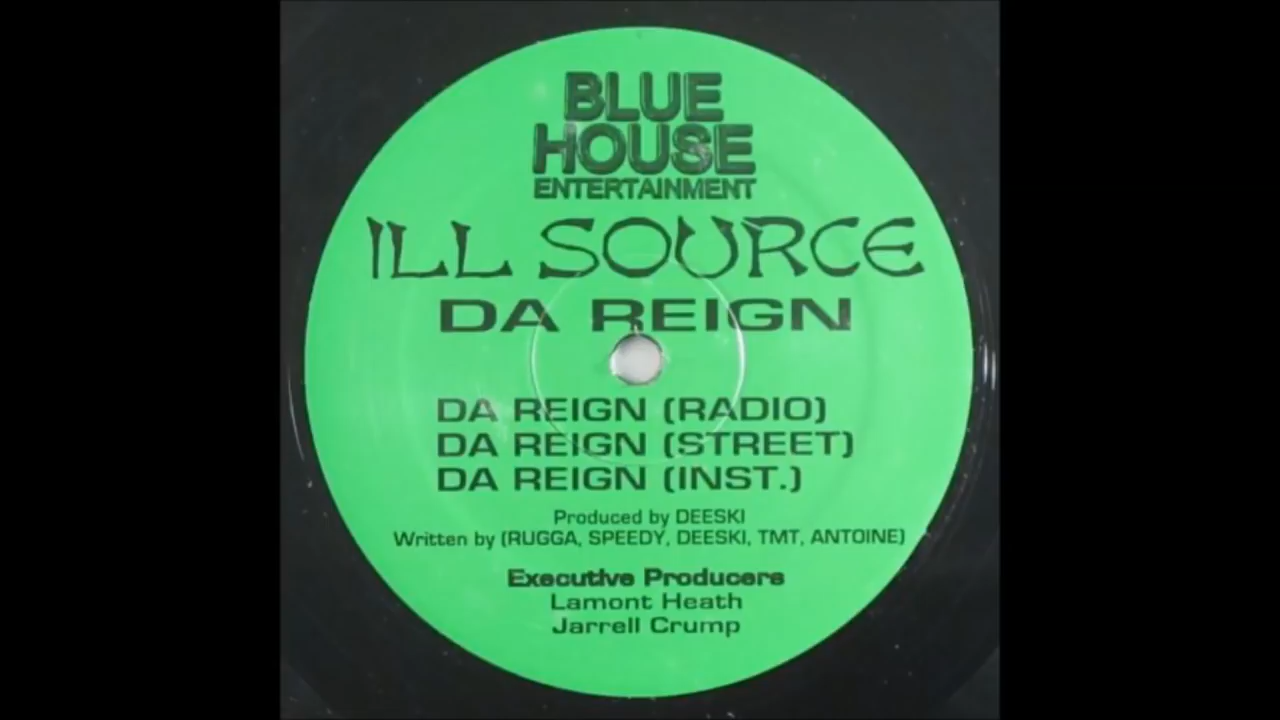 BLUE
HOUSE
ENTERTAINMENT
ILL SOURCE
DA REIGN
DA REIGN (RADIO)
DA REIGN (STREET)
DA REIGN (INST.)
Produced by DEESKI
Written by (RUGGA, SPEEDY, DEESKI, TMT, ANTOINE)
Executive Producers
Lamont Heath
Jarrell Crump